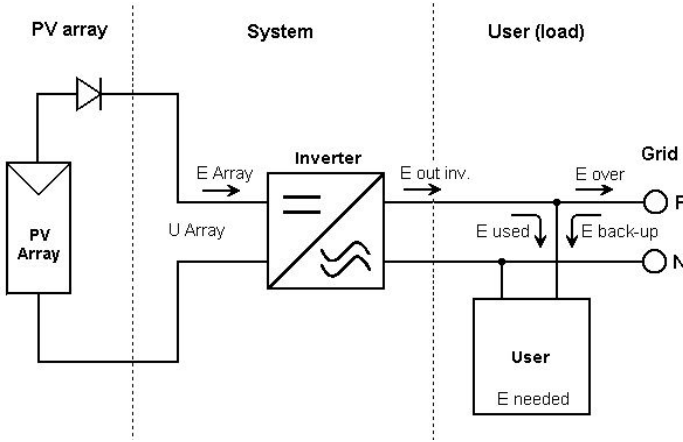 PV array
System
User (load)
E Array
Inverter
E out inv.
E over
Grid
U Array
E used
E back-up
PV
Array
N
User
E needed